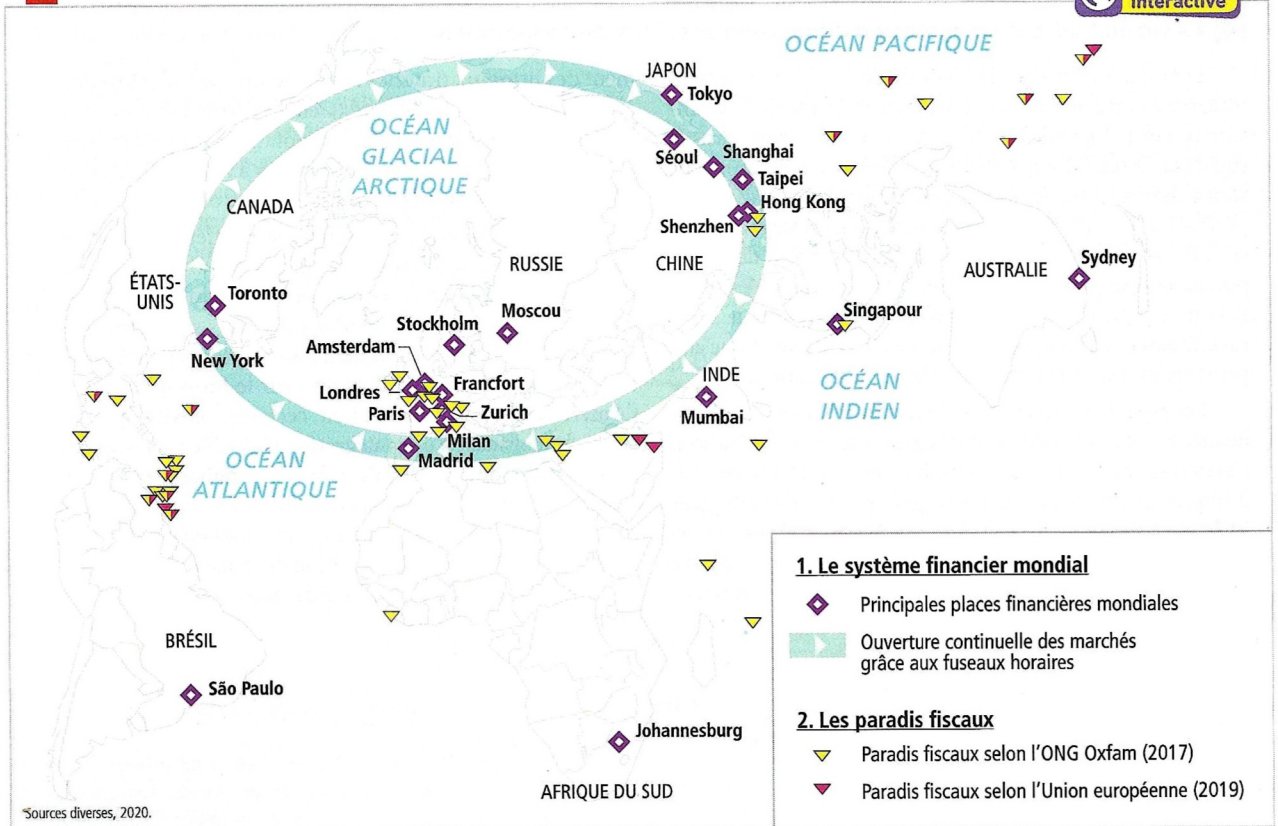 interactive
OCÉAN PACIFIQUE
JAPON
Tokyo
OCÉAN
GLACIAL
ARCTIQUE
Séoul
Shanghai
Taipei
Hong Kong
Shenzhen
CANADA
RUSSIE
CHINE
AUSTRALIE
Sydney
ÉTATS-
UNIS
Toronto
New York
Stockholm
Moscou
Singapour
Amsterdam
Londres
Francfort
Paris
Zurich
Milan
Madrid
INDE
Mumbai
OCÉAN
INDIEN
OCÉAN
ATLANTIQUE
BRÉSIL
São Paulo
Johannesburg
AFRIQUE DU SUD
1. Le système financier mondial
Principales places financières mondiales
Ouverture continuelle des marchés
grâce aux fuseaux horaires
2. Les paradis fiscaux
Paradis fiscaux selon l'ONG Oxfam (2017)
Paradis fiscaux selon l'Union européenne (2019)
Sources diverses, 2020.